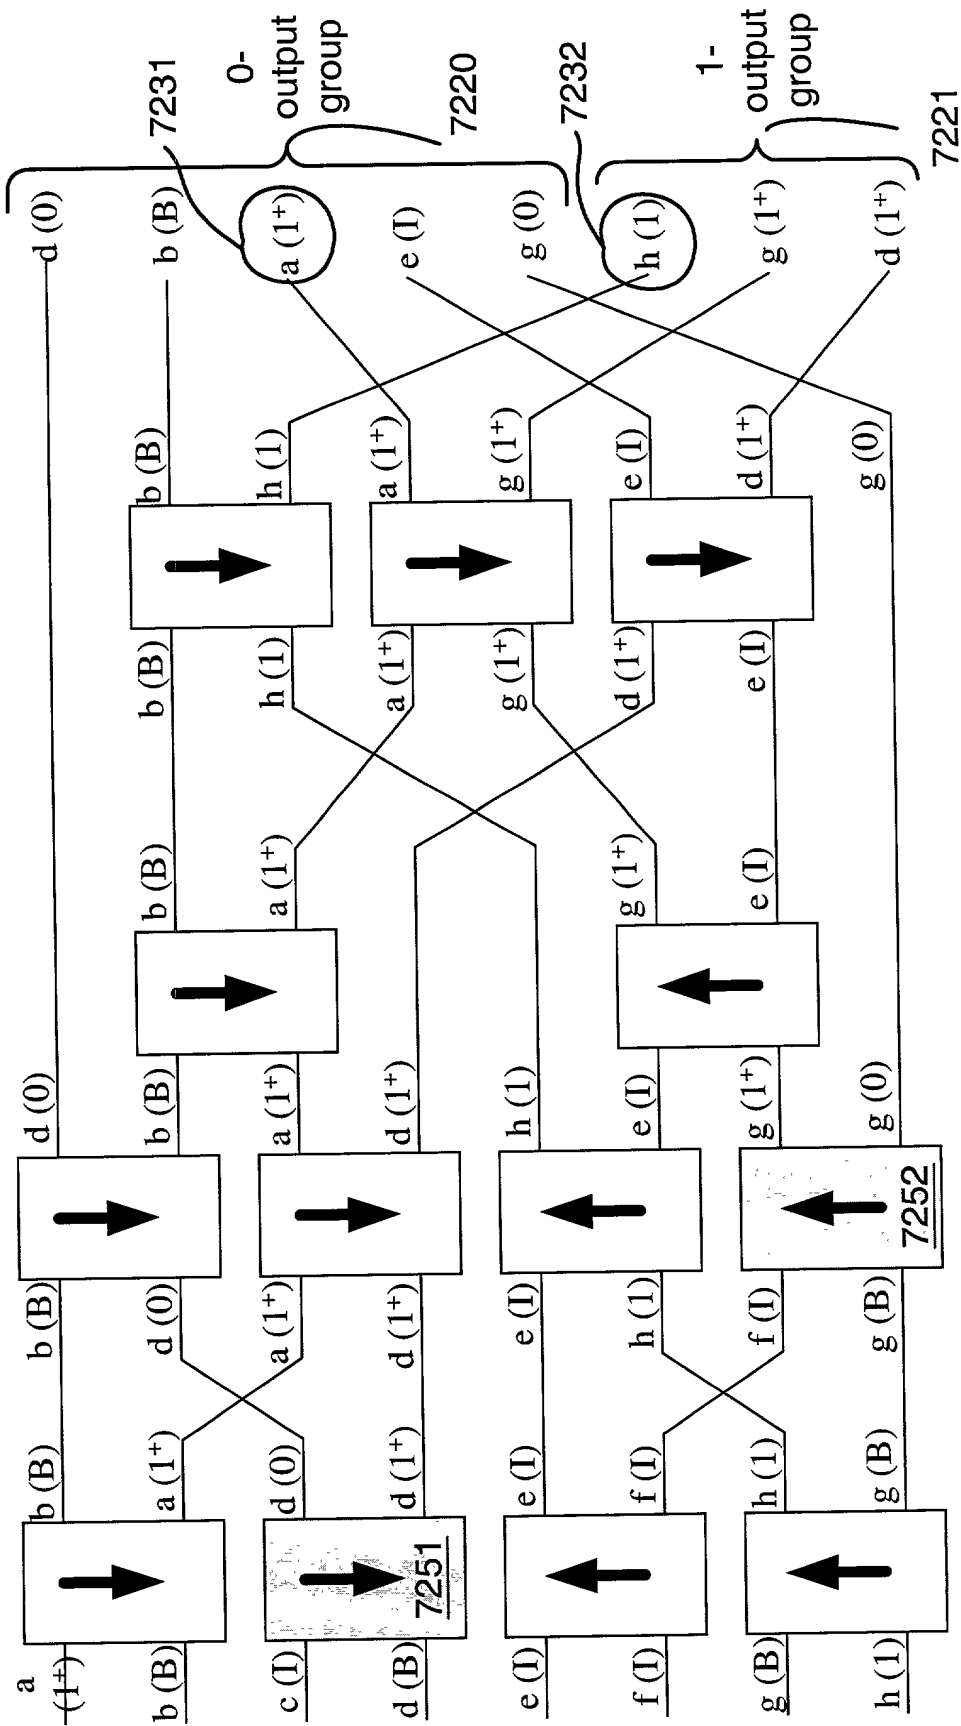 a
(1+)
b (B)
b (B)
d (0)
d (0)
b (B)
a (1+)
d (0)
b (B)
b (B)
b (B)
b (B)
b (B)
7231
c (I)
d (0)
a (1+)
a (1+)
a (1+)
h (1)
h (1)
a (1+)
0-
output
group
d (B)
7251
d (1+)
d (1+)
d (1+)
a (1+)
a (1+)
e (I)
7220
e (I)
e (I)
e (I)
h (1)
g (1+)
g (1+)
g (0)
f (I)
f (I)
h (1)
e (I)
g (1+)
d (1+)
e (I)
h (1)
7232
g (B)
h (1)
f (I)
g (1+)
e (I)
e (I)
d (1+)
g (1+)
1-
output
group
h (1)
g (B)
g (B)
7252
g (0)
g (0)
d (1+)
7221